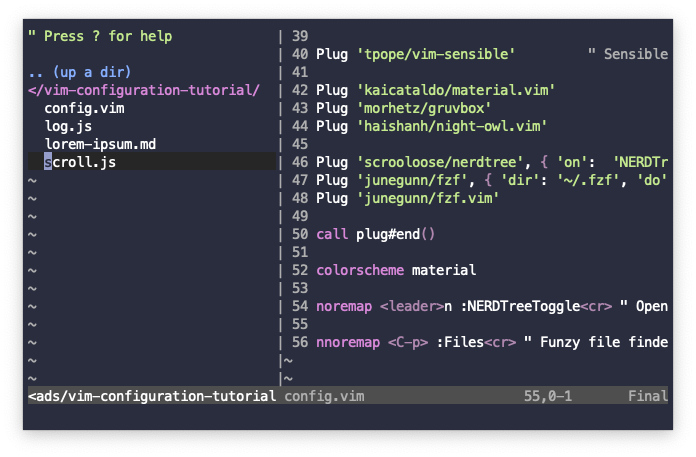 " Press ? for help
.. (up a dir)
</vim-configuration-tutorial/
config.vim
log.js
lorem-ipsum.md
scroll.js
~
~
~
~
~
~
~
~
~
~
~
~
39
40 Plug 'tpope/vim-sensible' " Sensible
41
42 Plug 'kaicataldo/material.vim'
43 Plug 'morhetz/gruvbox'
44 Plug 'haishanh/night-owl.vim'
45
46 Plug 'scrooloose/nerdtree', { 'on':  'NERDTr
47 Plug 'junegunn/fzf', { 'dir': '~/.fzf', 'do'
48 Plug 'junegunn/fzf.vim'
49
50 call plug#end()
51
52 colorscheme material
53
54 noremap <leader>n :NERDTreeToggle<cr> " Open
55
56 nnoremap <C-p> :Files<cr> " Funzy file finde
~
~
<ads/vim-configuration-tutorial config.vim 55,0-1 Final